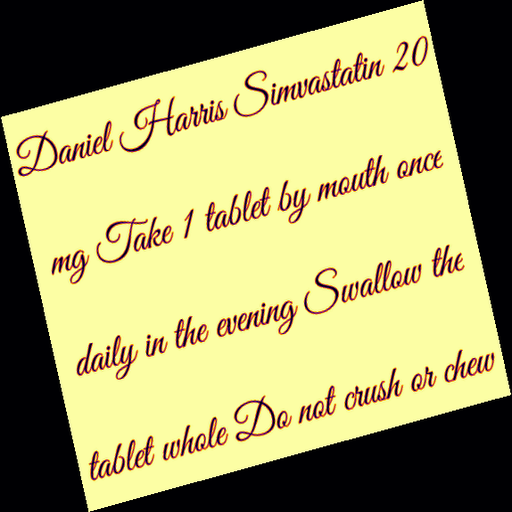 Daniel Harris Simvastatin 20
mg Take 1 tablet by mouth once
daily in the evening Swallow the
tablet whole Do not crush or chew